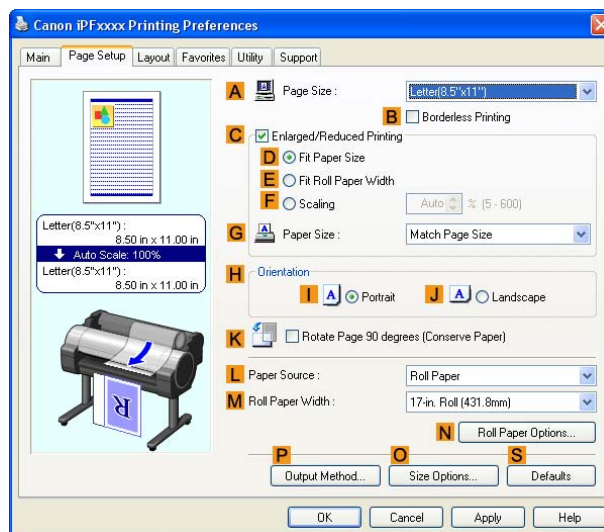 Canon iPFxxxx Printing Preferences
Main Page Setup Layout Favorites Utility Support
A Page Size : Letter(8.5"x11")
B Borderless Printing
C Enlarged/Reduced Printing
D Fit Paper Size
E Fit Roll Paper Width
F Scaling Auto % (5 - 600)
G Paper Size : Match Page Size
Letter(8.5"x11") :
8.50 in x 11.00 in
Auto Scale: 100%
Letter(8.5"x11") :
8.50 in x 11.00 in
H Orientation
I A Portrait J A Landscape
K Rotate Page 90 degrees (Conserve Paper)
R
L Paper Source : Roll Paper
M Roll Paper Width : 17-in. Roll (431.8mm)
N Roll Paper Options...
P O S
Output Method... Size Options... Defaults
OK Cancel Apply Help